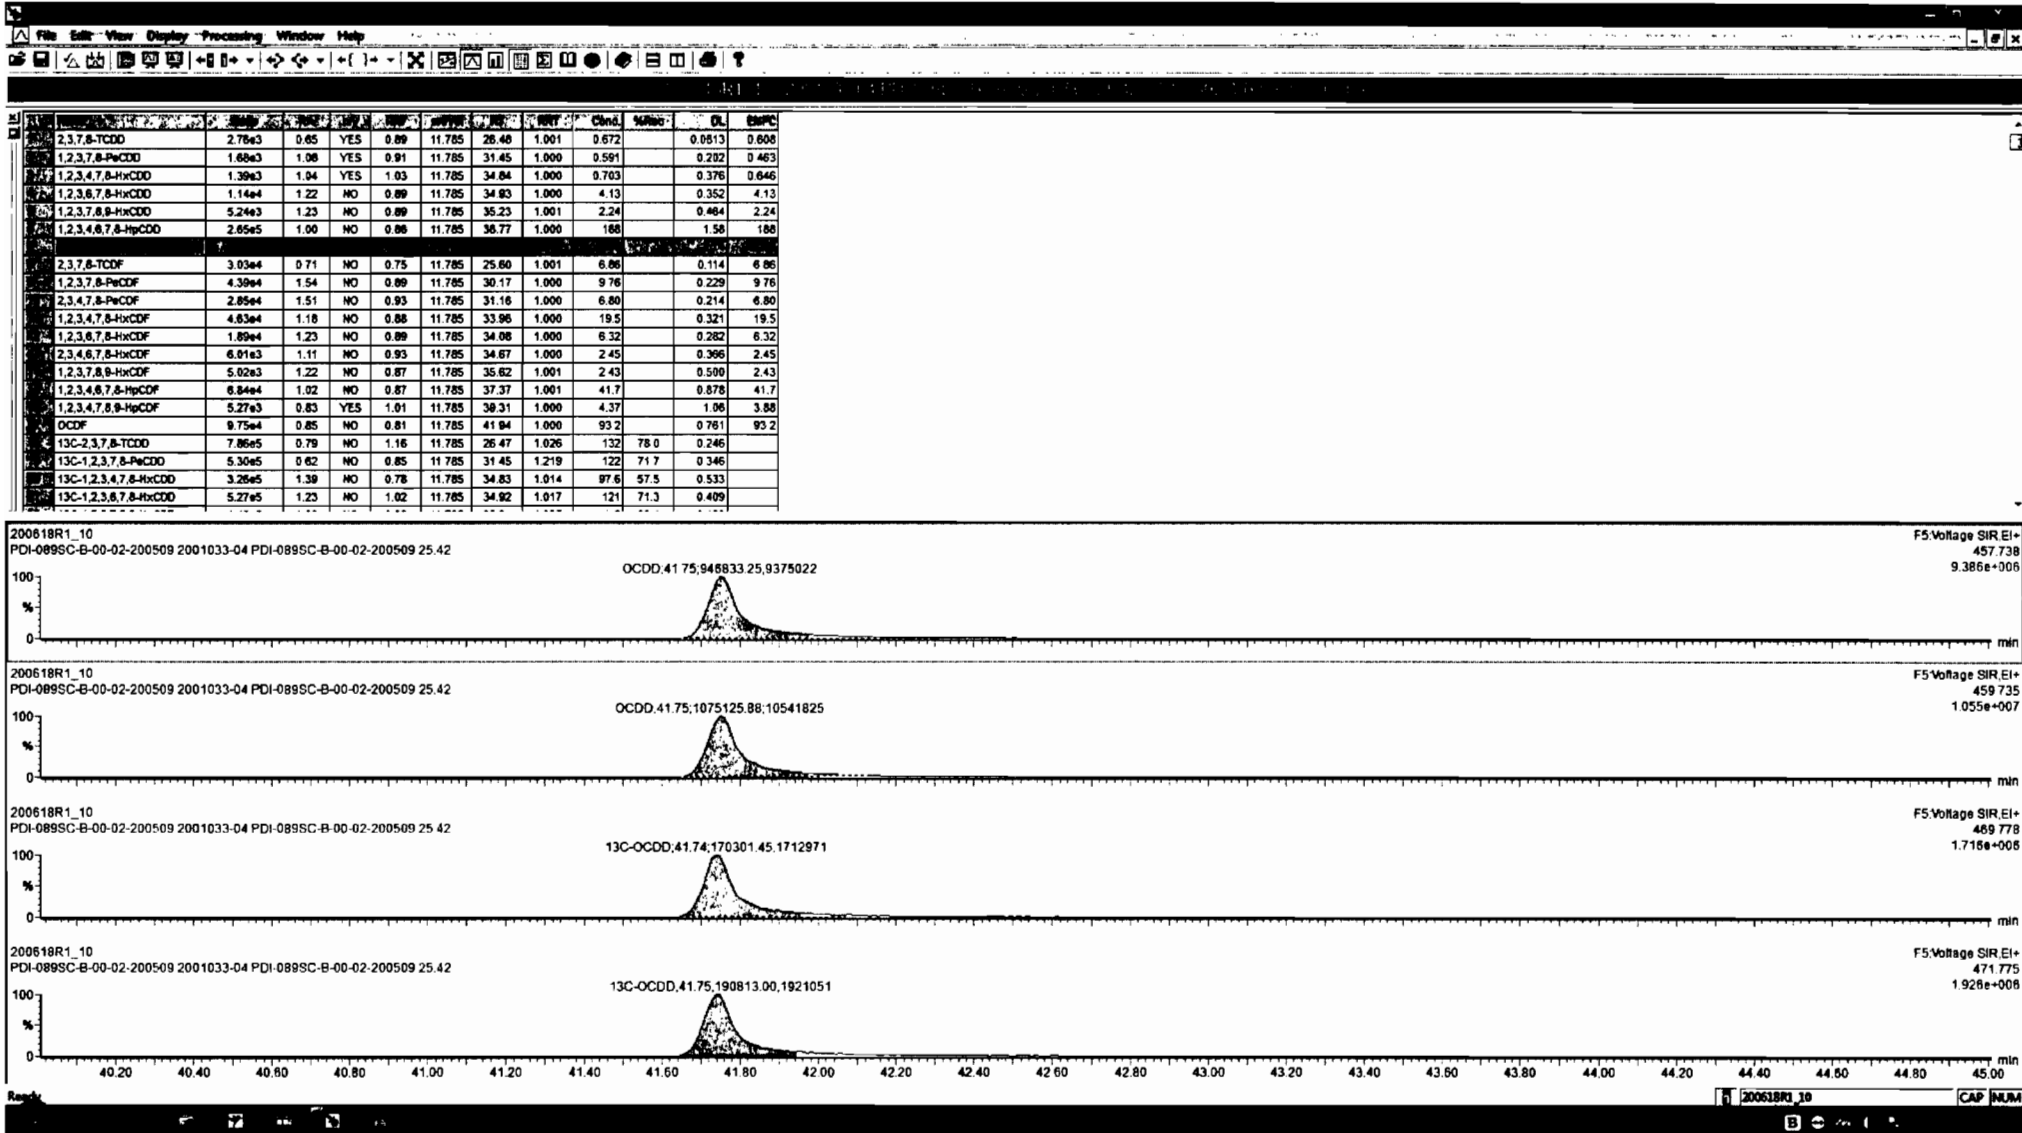 File Edit View Display Processing Window Help
Conc. %Rec DL EMPC
2,3,7,8-TCDD 2.76e3 0.65 YES 0.89 11.785 26.48 1.001 0.672 0.0613 0.608
1,2,3,7,8-PeCDD 1.68e3 1.08 YES 0.91 11.785 31.45 1.000 0.591 0.202 0.463
1,2,3,4,7,8-HxCDD 1.39e3 1.04 YES 1.03 11.785 34.84 1.000 0.703 0.376 0.646
1,2,3,6,7,8-HxCDD 1.14e4 1.22 NO 0.89 11.785 34.93 1.000 4.13 0.352 4.13
1,2,3,7,8,9-HxCDD 5.24e3 1.23 NO 0.89 11.785 35.23 1.001 2.24 0.464 2.24
1,2,3,4,6,7,8-HpCDD 2.65e5 1.00 NO 0.86 11.785 38.77 1.000 168 1.58 168
2,3,7,8-TCDF 3.03e4 0.71 NO 0.75 11.785 25.60 1.001 6.86 0.114 6.86
1,2,3,7,8-PeCDF 4.39e4 1.54 NO 0.89 11.785 30.17 1.000 9.76 0.229 9.76
2,3,4,7,8-PeCDF 2.85e4 1.51 NO 0.93 11.785 31.16 1.000 6.80 0.214 6.80
1,2,3,4,7,8-HxCDF 4.63e4 1.18 NO 0.88 11.785 33.96 1.000 19.5 0.321 19.5
1,2,3,6,7,8-HxCDF 1.89e4 1.23 NO 0.89 11.785 34.08 1.000 6.32 0.282 6.32
2,3,4,6,7,8-HxCDF 6.01e3 1.11 NO 0.93 11.785 34.67 1.000 2.45 0.366 2.45
1,2,3,7,8,9-HxCDF 5.02e3 1.22 NO 0.87 11.785 35.62 1.001 2.43 0.500 2.43
1,2,3,4,6,7,8-HpCDF 6.84e4 1.02 NO 0.87 11.785 37.37 1.001 41.7 0.878 41.7
1,2,3,4,7,8,9-HpCDF 5.27e3 0.83 YES 1.01 11.785 39.31 1.000 4.37 1.06 3.88
OCDF 9.75e4 0.85 NO 0.81 11.785 41.94 1.000 93.2 0.761 93.2
13C-2,3,7,8-TCDD 7.86e5 0.79 NO 1.16 11.785 26.47 1.026 132 78.0 0.246
13C-1,2,3,7,8-PeCDD 5.30e5 0.62 NO 0.85 11.785 31.45 1.219 122 71.7 0.346
13C-1,2,3,4,7,8-HxCDD 3.26e5 1.39 NO 0.78 11.785 34.83 1.014 97.6 57.5 0.533
13C-1,2,3,6,7,8-HxCDD 5.27e5 1.23 NO 1.02 11.785 34.92 1.017 121 71.3 0.409
200618R1_10
PDI-089SC-B-00-02-200509 2001033-04 PDI-089SC-B-00-02-200509 25.42
F5:Voltage SIR,EI+
457.738
9.386e+006
OCDD;41.75;946833.25;9375022
100
%
0
min
200618R1_10
PDI-089SC-B-00-02-200509 2001033-04 PDI-089SC-B-00-02-200509 25.42
F5:Voltage SIR,EI+
459.735
1.055e+007
OCDD;41.75;1075125.88;10541825
100
%
0
min
200618R1_10
PDI-089SC-B-00-02-200509 2001033-04 PDI-089SC-B-00-02-200509 25.42
F5:Voltage SIR,EI+
469.778
1.716e+006
13C-OCDD;41.74;170301.45;1712971
100
%
0
min
200618R1_10
PDI-089SC-B-00-02-200509 2001033-04 PDI-089SC-B-00-02-200509 25.42
F5:Voltage SIR,EI+
471.775
1.926e+006
13C-OCDD;41.75;190813.00;1921051
100
%
0
min
40.20 40.40 40.60 40.80 41.00 41.20 41.40 41.60 41.80 42.00 42.20 42.40 42.60 42.80 43.00 43.20 43.40 43.60 43.80 44.00 44.20 44.40 44.60 44.80 45.00
Ready
200618R1_10 CAP NUM